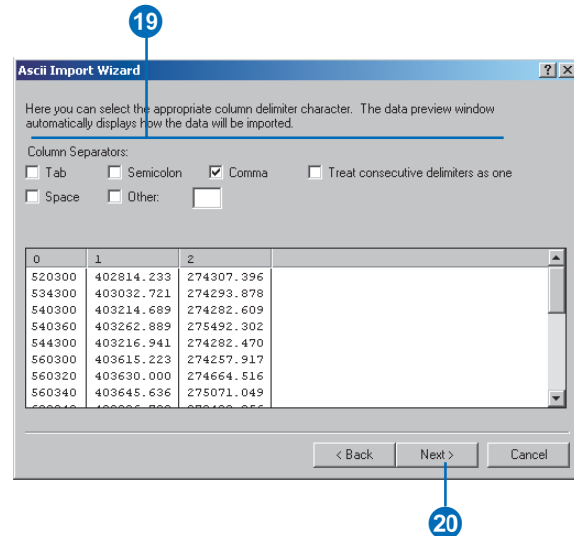 19
Ascii Import Wizard
Here you can select the appropriate column delimiter character. The data preview window
automatically displays how the data will be imported.
Column Separators:
Tab Semicolon Comma Treat consecutive delimiters as one
Space Other:
0 1 2
520300 402814.233 274307.396
534300 403032.721 274293.878
540300 403214.689 274282.609
540360 403262.889 275492.302
544300 403216.941 274282.470
560300 403615.223 274257.917
560320 403630.000 274664.516
560340 403645.636 275071.049
< Back Next > Cancel
20